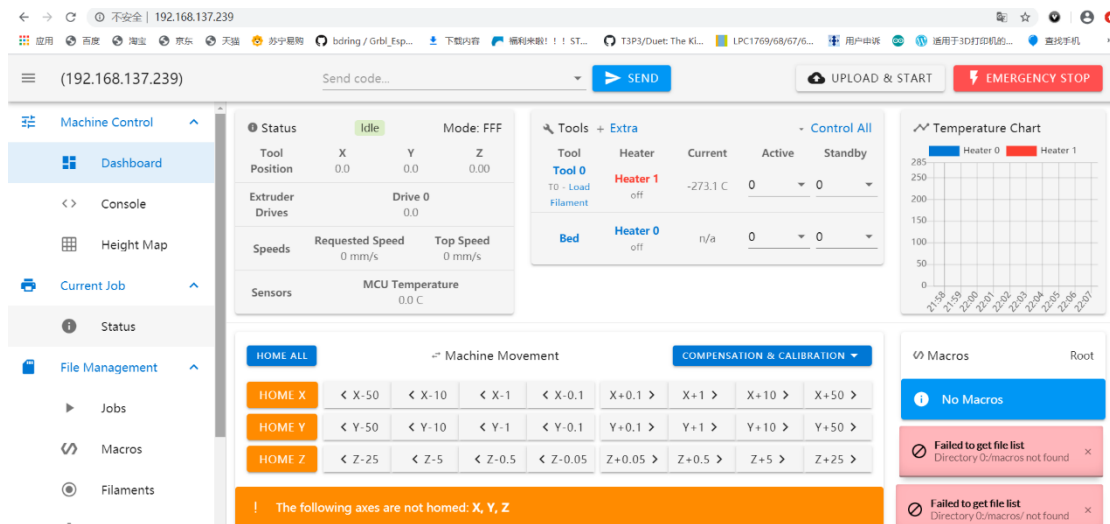 不安全 | 192.168.137.239
应用 百度 淘宝 京东 天猫 苏宁易购 bdring / Grbl_Esp... 下载内容 福利来啦！！！ST... T3P3/Duet: The Ki... LPC1769/68/67/6... 用户申诉 适用于3D打印机的... 查找手机
(192.168.137.239) Send code... SEND UPLOAD & START EMERGENCY STOP
Machine Control
Dashboard
Console
Height Map
Current Job
Status
File Management
Jobs
Macros
Filaments
Status Idle Mode: FFF
Tool Position X Y Z
0.0 0.0 0.00
Extruder Drives Drive 0
0.0
Speeds Requested Speed Top Speed
0 mm/s 0 mm/s
Sensors MCU Temperature
0.0 C
Tools + Extra Control All
Tool Heater Current Active Standby
Tool 0 Heater 1 -273.1 C 0 0
T0 - Load Filament off
Bed Heater 0 n/a 0 0
off
Temperature Chart
Heater 0 Heater 1
285
250
200
150
100
50
0
21:58 21:59 22:00 22:01 22:02 22:03 22:04 22:05 22:06 22:07
HOME ALL Machine Movement COMPENSATION & CALIBRATION
HOME X X-50 X-10 X-1 X-0.1 X+0.1 X+1 X+10 X+50
HOME Y Y-50 Y-10 Y-1 Y-0.1 Y+0.1 Y+1 Y+10 Y+50
HOME Z Z-25 Z-5 Z-0.5 Z-0.05 Z+0.05 Z+0.5 Z+5 Z+25
! The following axes are not homed: X, Y, Z
Macros Root
No Macros
Failed to get file list
Directory 0:/macros not found
Failed to get file list
Directory 0:/macros/ not found